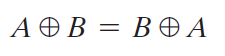 A ⊕ B = B ⊕ A